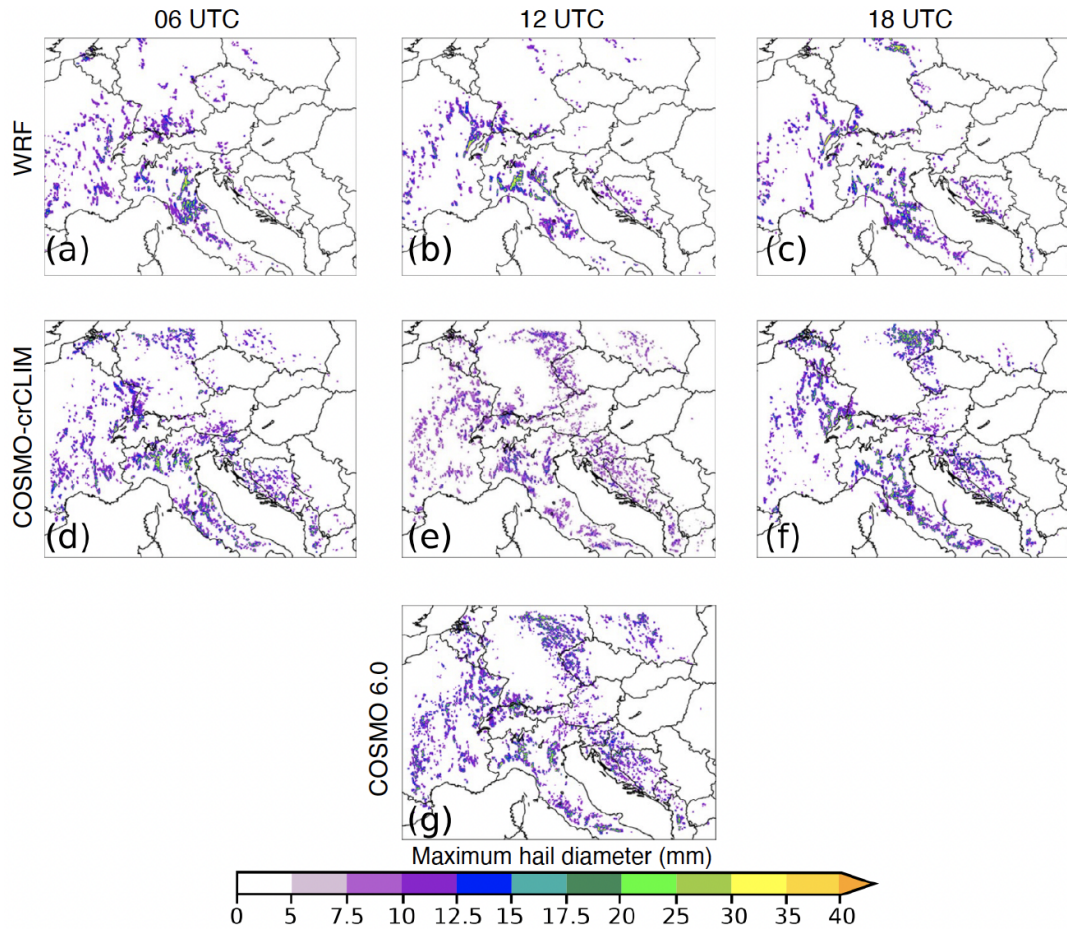 06 UTC
12 UTC
18 UTC
WRF
(a)
(b)
(c)
COSMO-crCLIM
(d)
(e)
(f)
COSMO 6.0
(g)
Maximum hail diameter (mm)
0 5 7.5 10 12.5 15 17.5 20 25 30 35 40